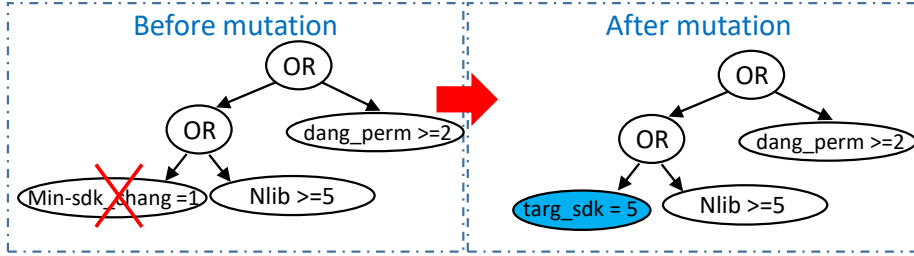 Before mutation
OR
OR
dang_perm >=2
Min-sdk_chang =1
Nlib >=5
After mutation
OR
OR
dang_perm >=2
targ_sdk = 5
Nlib >=5